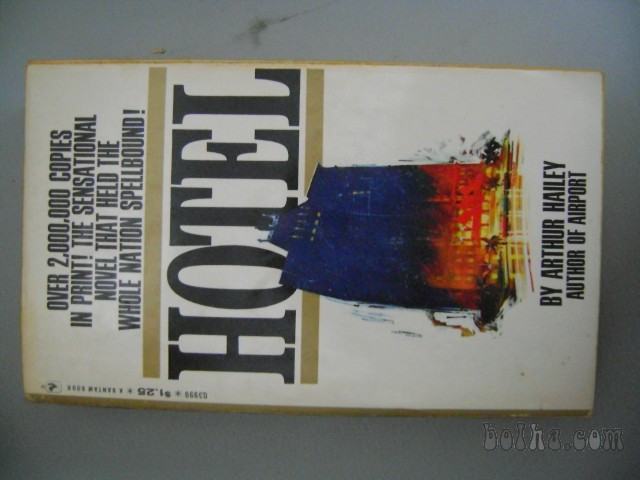 OVER 2,000,000 COPIES
IN PRINT! THE SENSATIONAL
NOVEL THAT HELD THE
WHOLE NATION SPELLBOUND!
HOTEL
BY ARTHUR HAILEY
AUTHOR OF AIRPORT
Q3999 * $1.25 * A BANTAM BOOK
bolha.com